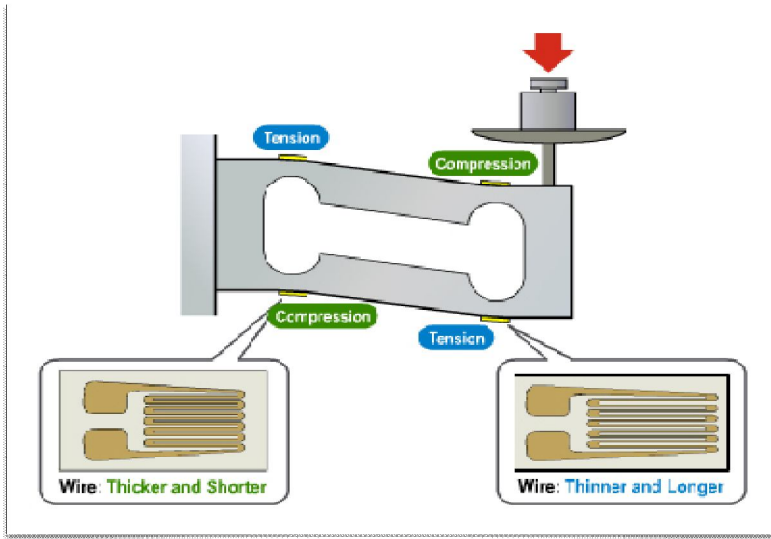 Tension
Compression
Compression
Tension
Wire: Thicker and Shorter
Wire: Thinner and Longer